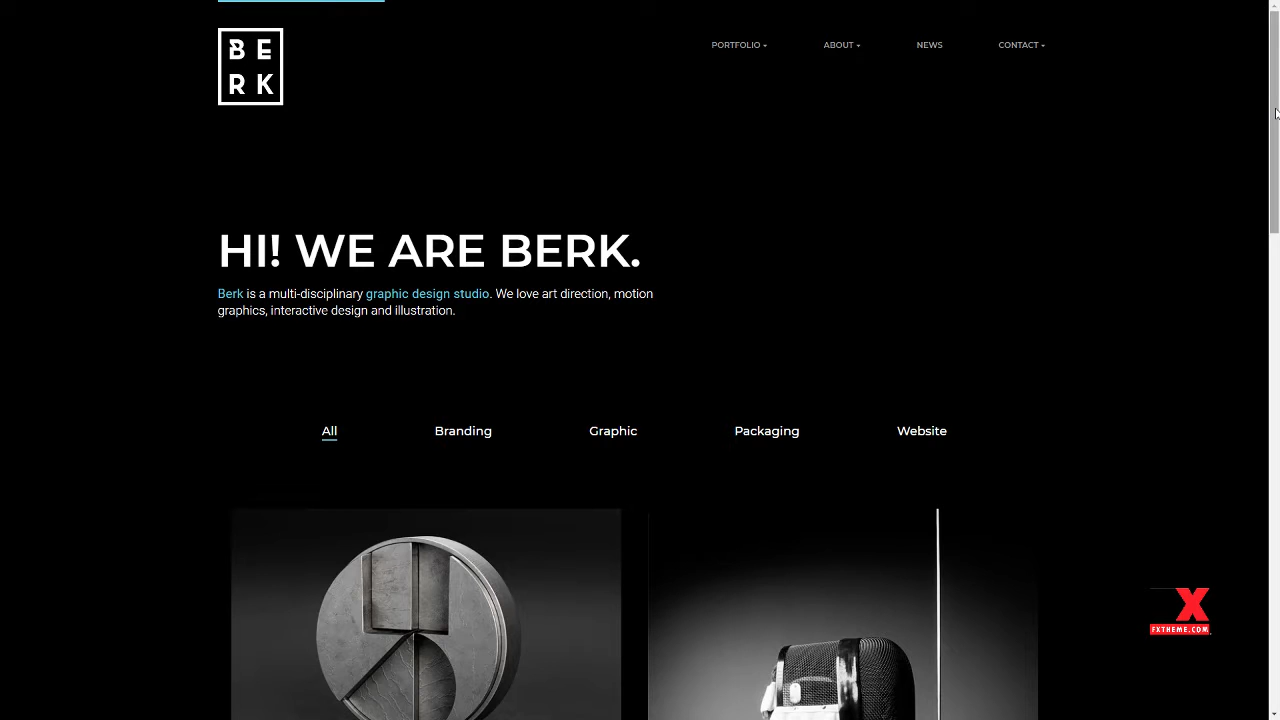 BE
RK
PORTFOLIO ABOUT NEWS CONTACT
HI! WE ARE BERK.
Berk is a multi-disciplinary graphic design studio. We love art direction, motion
graphics, interactive design and illustration.
All Branding Graphic Packaging Website
X
FXTHEME.COM